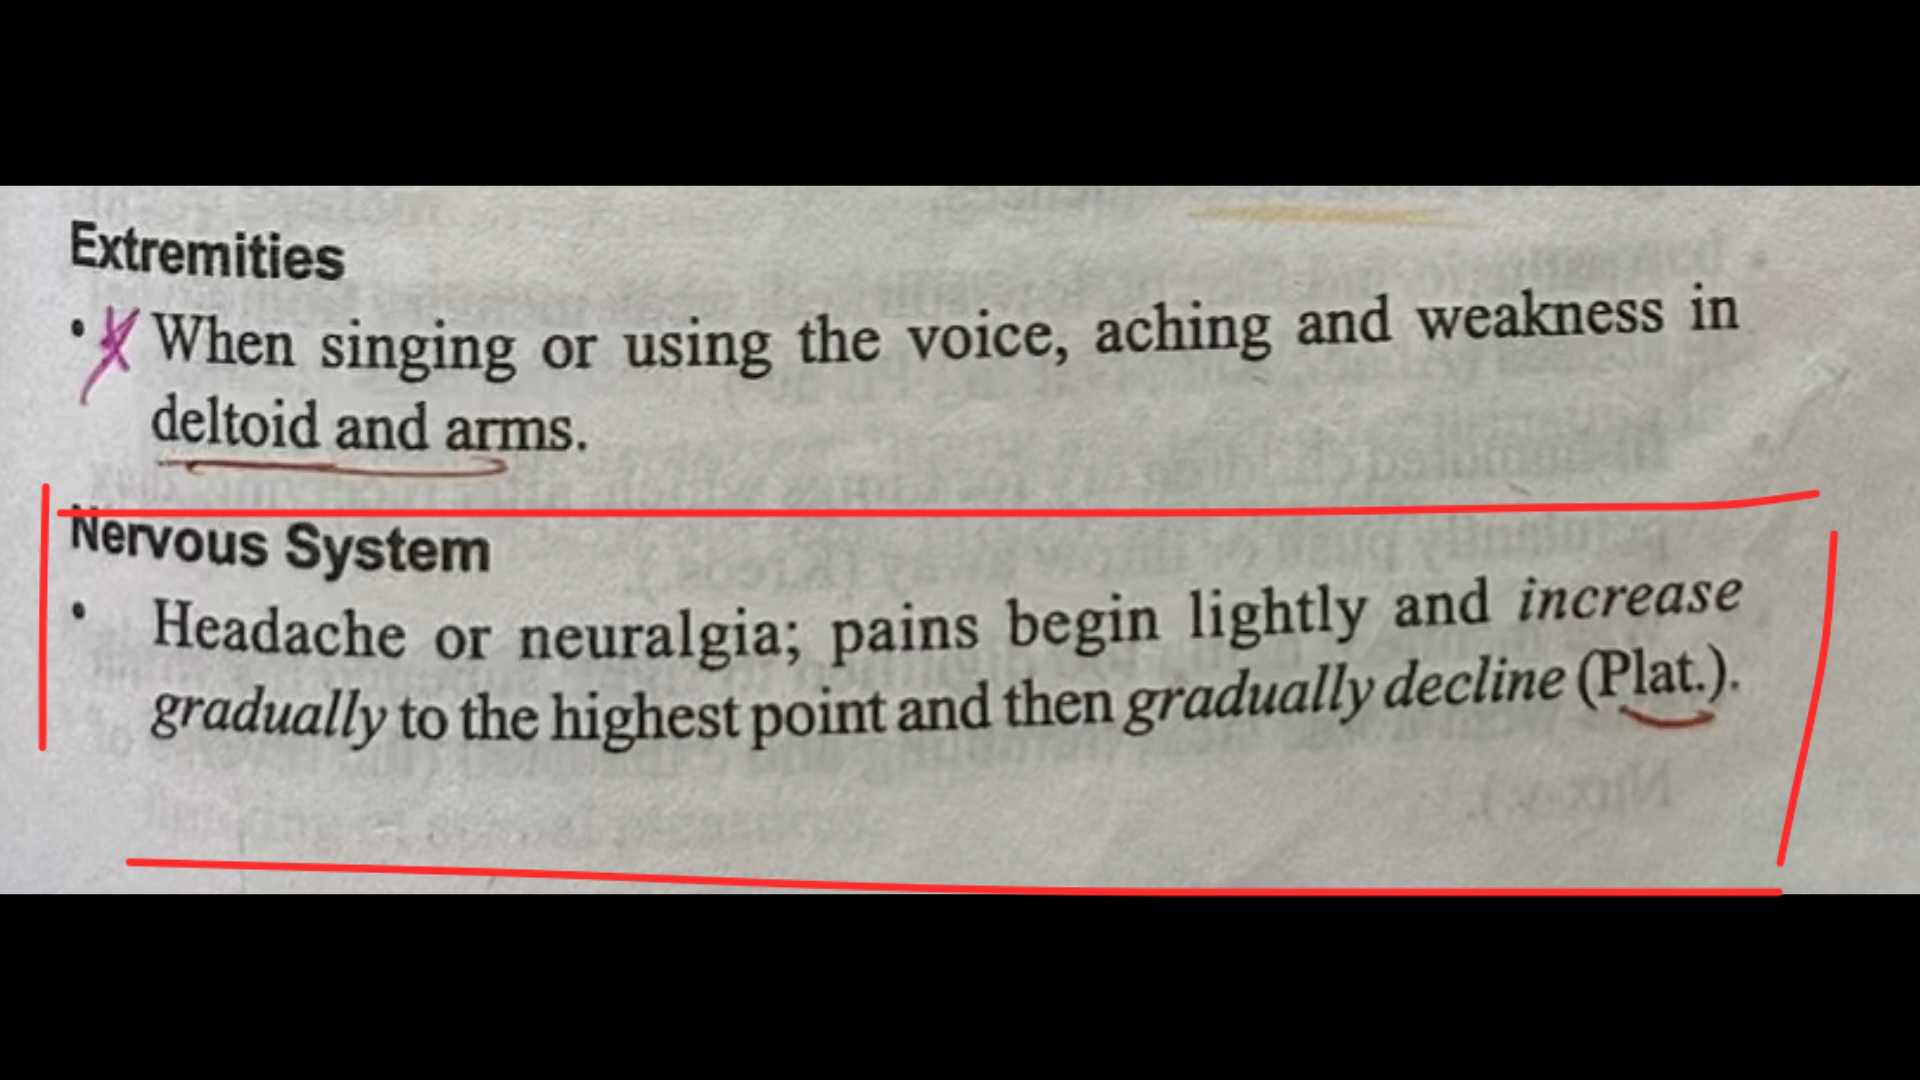 Extremities
• When singing or using the voice, aching and weakness in
deltoid and arms.
Nervous System
• Headache or neuralgia; pains begin lightly and increase
gradually to the highest point and then gradually decline (Plat.).